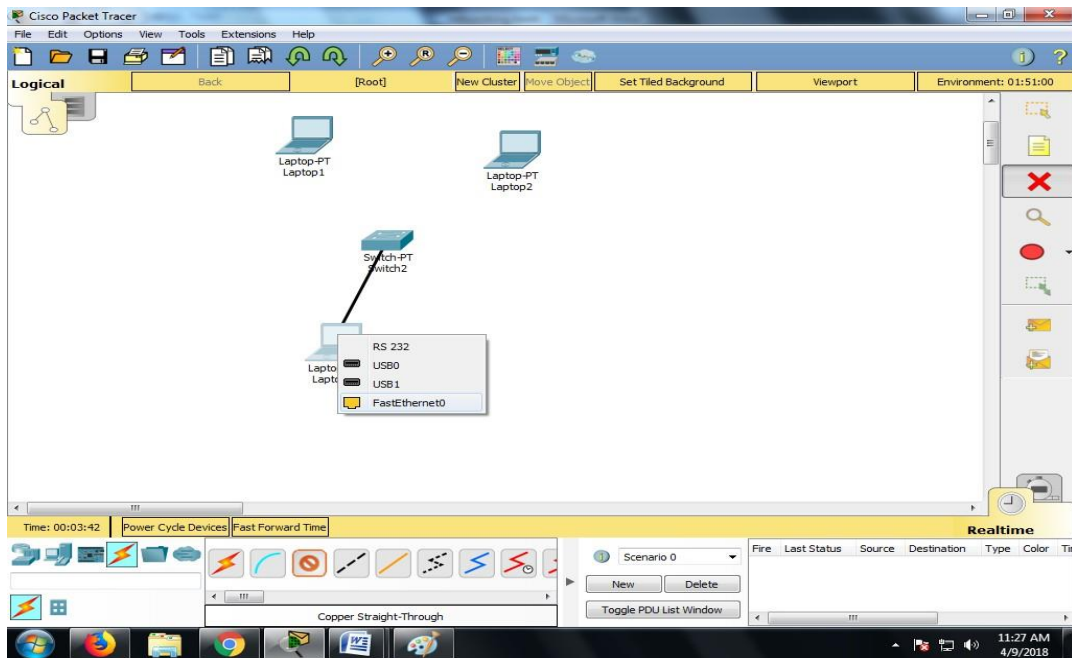 Cisco Packet Tracer
File Edit Options View Tools Extensions Help
Logical Back [Root] New Cluster Move Object Set Tiled Background Viewport Environment: 01:51:00
Laptop-PT
Laptop1
Laptop-PT
Laptop2
Switch-PT
Switch2
RS 232
USB0
USB1
FastEthernet0
Lapto
Lapt
Time: 00:03:42 Power Cycle Devices Fast Forward Time Realtime
Scenario 0
New Delete
Toggle PDU List Window
Fire Last Status Source Destination Type Color Ti
Copper Straight-Through
11:27 AM
4/9/2018